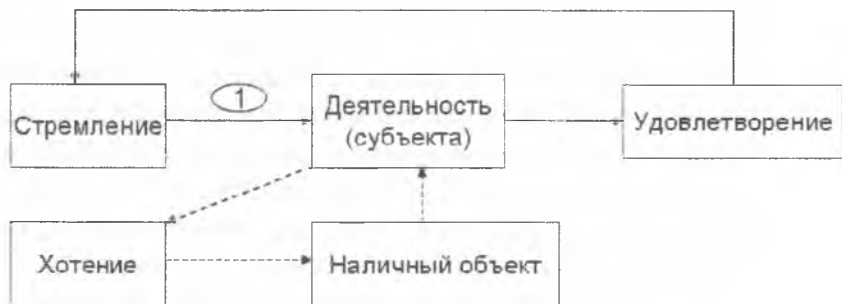 1
Стремление
Деятельность
(субъекта)
Удовлетворение
Хотение
Наличный объект